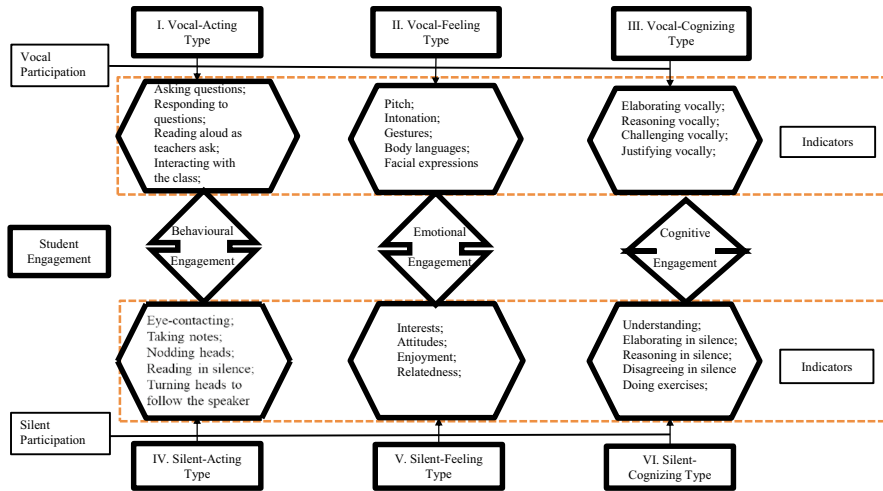 I. Vocal-Acting
Type
II. Vocal-Feeling
Type
III. Vocal-Cognizing
Type
Vocal
Participation
Asking questions;
Responding to
questions;
Reading aloud as
teachers ask;
Interacting with
the class;
Pitch;
Intonation;
Gestures;
Body languages;
Facial expressions
Elaborating vocally;
Reasoning vocally;
Challenging vocally;
Justifying vocally;
Indicators
Student
Engagement
Behavioural
Engagement
Emotional
Engagement
Cognitive
Engagement
Eye-contacting;
Taking notes;
Nodding heads;
Reading in silence;
Turning heads to
follow the speaker
Interests;
Attitudes;
Enjoyment;
Relatedness;
Understanding;
Elaborating in silence;
Reasoning in silence;
Disagreeing in silence
Doing exercises;
Indicators
Silent
Participation
IV. Silent-Acting
Type
V. Silent-Feeling
Type
VI. Silent-
Cognizing Type